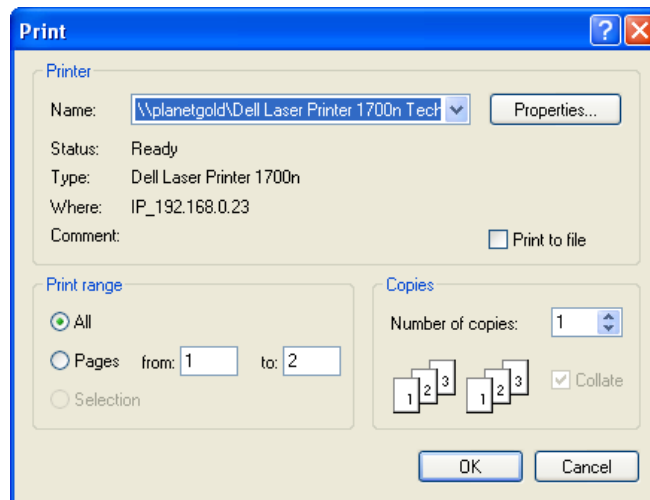 Print
Printer
Name: \\planetgold\Dell Laser Printer 1700n Tech
Properties...
Status: Ready
Type: Dell Laser Printer 1700n
Where: IP_192.168.0.23
Comment:
Print to file
Print range
All
Pages from: 1 to: 2
Selection
Copies
Number of copies: 1
1 2 3 1 2 3
Collate
OK Cancel